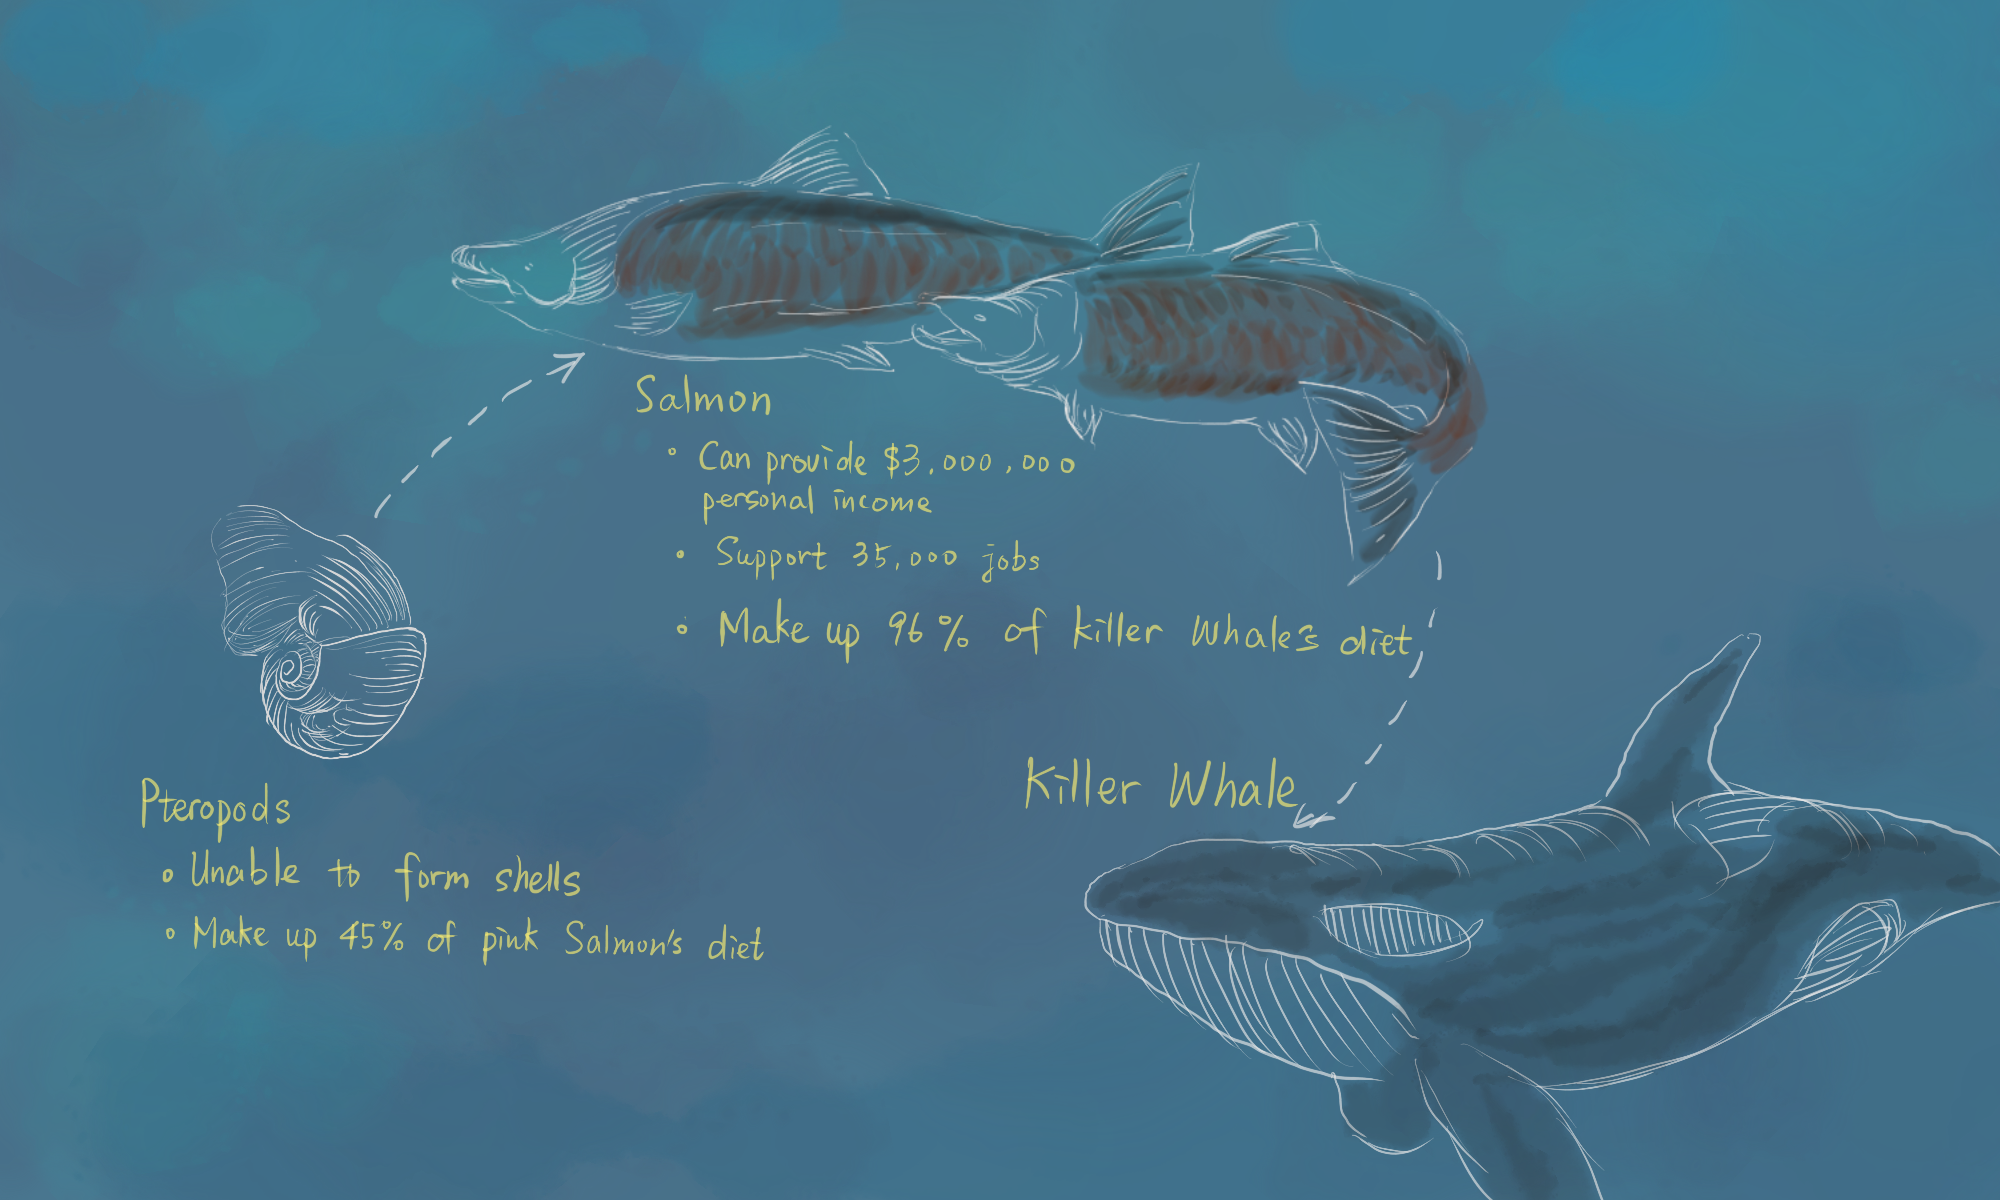 Salmon
• Can provide $3,000,000
personal income
• Support 35,000 jobs
• Make up 96% of killer Whale's diet
Killer Whale
Pteropods
• Unable to form shells
• Make up 45% of pink Salmon's diet